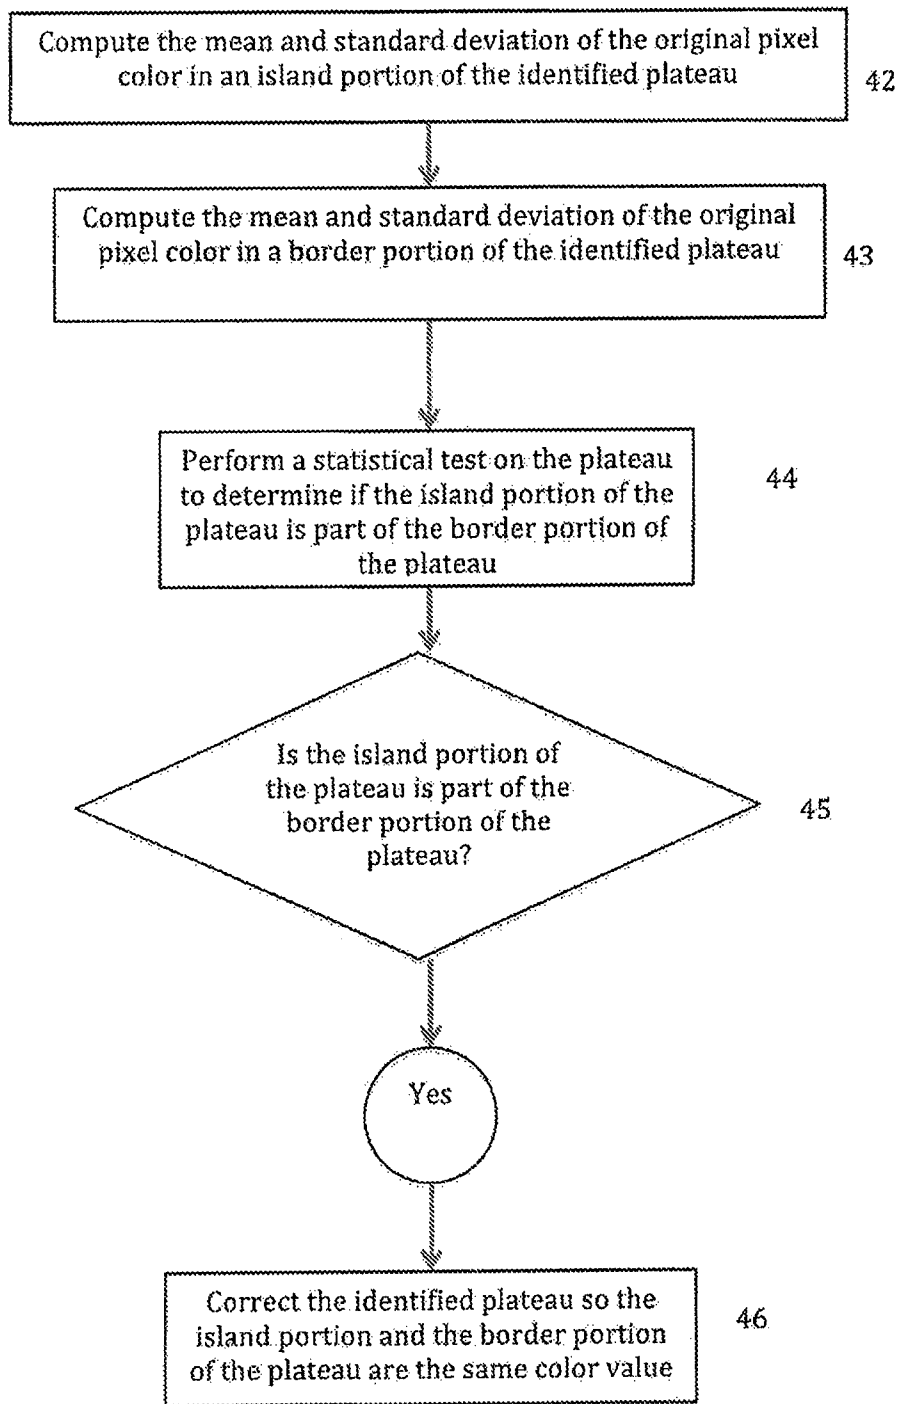 Compute the mean and standard deviation of the original pixel
color in an island portion of the identified plateau
42
Compute the mean and standard deviation of the original
pixel color in a border portion of the identified plateau
43
Perform a statistical test on the plateau
to determine if the island portion of the
plateau is part of the border portion of
the plateau
44
Is the island portion of
the plateau is part of the
border portion of the
plateau?
45
Yes
Correct the identified plateau so the
island portion and the border portion
of the plateau are the same color value
46